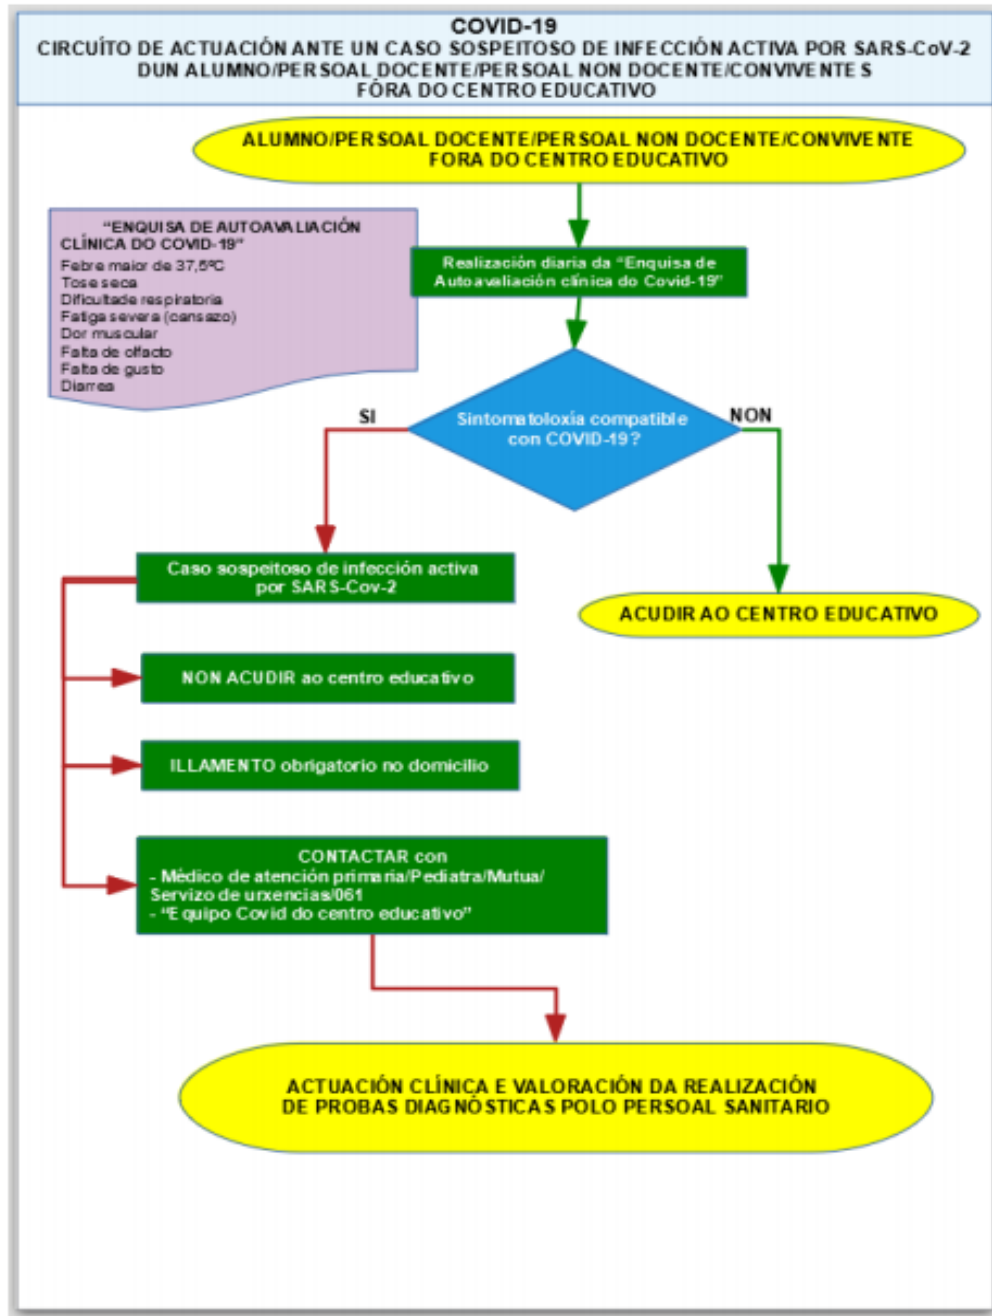 COVID-19
CIRCUÍTO DE ACTUACIÓN ANTE UN CASO SOSPEITOSO DE INFECCIÓN ACTIVA POR SARS-CoV-2
DUN ALUMNO/PERSOAL DOCENTE/PERSOAL NON DOCENTE/CONVIVENTES
FÓRA DO CENTRO EDUCATIVO
ALUMNO/PERSOAL DOCENTE/PERSOAL NON DOCENTE/CONVIVENTE
FORA DO CENTRO EDUCATIVO
"ENQUISA DE AUTOAVALIACIÓN
CLÍNICA DO COVID-19"
Febre maior de 37,5ºC
Tose seca
Dificultade respiratoria
Fatiga severa (cansazo)
Dor muscular
Falta de olfacto
Falta de gusto
Diarrea
Realización diaria da "Enquisa de
Autoavaliación clínica do Covid-19"
SI
Sintomatoloxía compatible
con COVID-19?
NON
Caso sospeitoso de infección activa
por SARS-Cov-2
ACUDIR AO CENTRO EDUCATIVO
NON ACUDIR ao centro educativo
ILLAMENTO obrigatorio no domicilio
CONTACTAR con
- Médico de atención primaria/Pediatra/Mutua/
Servizo de urxencias/061
- "Equipo Covid do centro educativo"
ACTUACIÓN CLÍNICA E VALORACIÓN DA REALIZACIÓN
DE PROBAS DIAGNÓSTICAS POLO PERSOAL SANITARIO